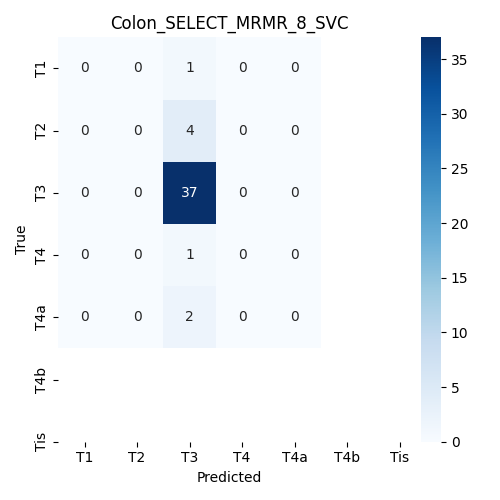 Colon_SELECT_MRMR_8_SVC
T1 0 0 1 0 0
T2 0 0 4 0 0
T3 0 0 37 0 0
T4 0 0 1 0 0
T4a 0 0 2 0 0
T4b
Tis
True
T1 T2 T3 T4 T4a T4b Tis
Predicted
35
30
25
20
15
10
5
0